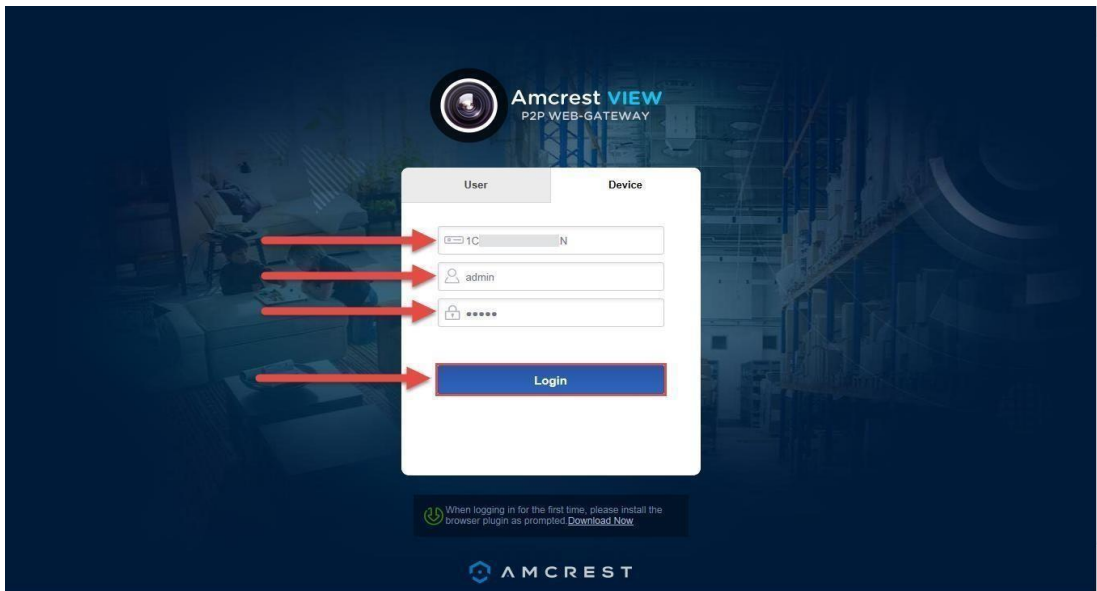 Amcrest VIEW
P2P WEB-GATEWAY
User Device
1C N
admin
Login
When logging in for the first time, please install the
browser plugin as prompted. Download Now
AMCREST